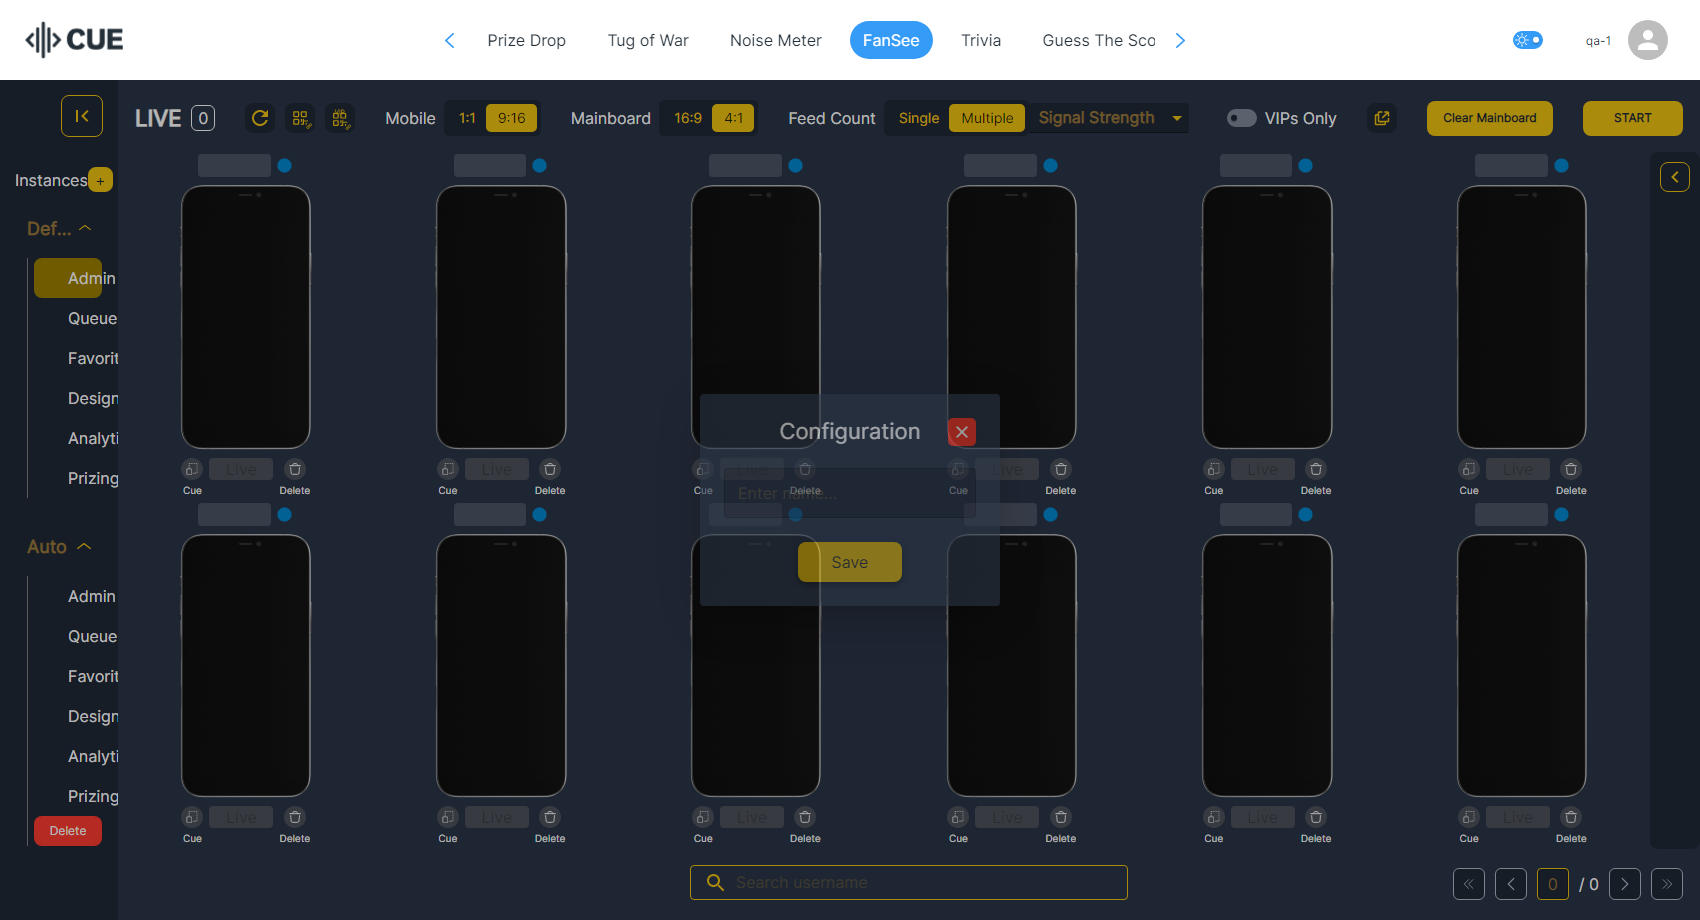 CUE
Prize Drop
Tug of War
Noise Meter
FanSee
Trivia
Guess The Sco
qa-1
LIVE 0
Mobile 1:1 9:16
Mainboard 16:9 4:1
Feed Count Single Multiple
Signal Strength
VIPs Only
Clear Mainboard
START
Instances +
Def...
Admin
Queue
Favorit
Design
Analyti
Prizing
Auto
Admin
Queue
Favorit
Design
Analyti
Prizing
Delete
Live Live Live Live Live Live
Cue Delete Cue Delete Cue Delete Cue Delete Cue Delete Cue Delete
Configuration
Enter name...
Save
Live Live Live Live Live Live
Cue Delete Cue Delete Cue Delete Cue Delete Cue Delete Cue Delete
Search username
0 / 0